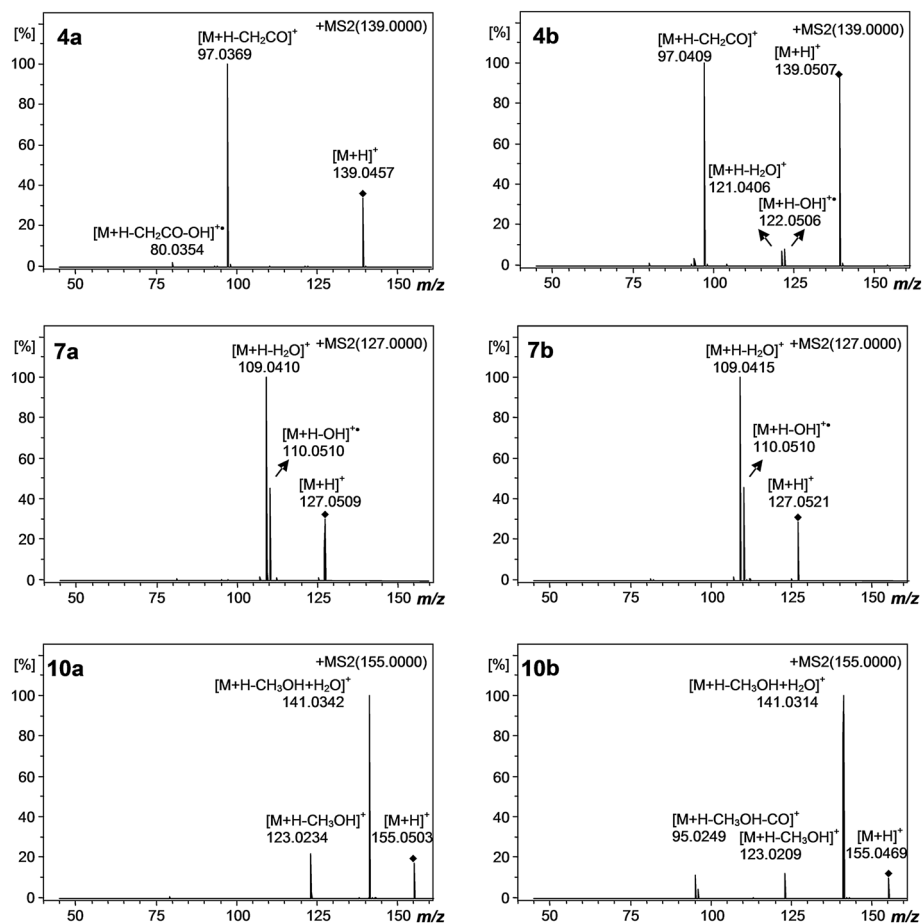 [%]
4a
+MS2(139.0000)
[M+H-CH₂CO]⁺
97.0369
[M+H]⁺
139.0457
[M+H-CH₂CO-OH]⁺•
80.0354
100
80
60
40
20
0
50 75 100 125 150 m/z
[%]
4b
+MS2(139.0000)
[M+H-CH₂CO]⁺
97.0409
[M+H]⁺
139.0507
[M+H-H₂O]⁺
121.0406
[M+H-OH]⁺•
122.0506
100
80
60
40
20
0
50 75 100 125 150 m/z
[%]
7a
+MS2(127.0000)
[M+H-H₂O]⁺
109.0410
[M+H-OH]⁺•
110.0510
[M+H]⁺
127.0509
100
80
60
40
20
0
50 75 100 125 150 m/z
[%]
7b
+MS2(127.0000)
[M+H-H₂O]⁺
109.0415
[M+H-OH]⁺•
110.0510
[M+H]⁺
127.0521
100
80
60
40
20
0
50 75 100 125 150 m/z
[%]
10a
+MS2(155.0000)
[M+H-CH₃OH+H₂O]⁺
141.0342
[M+H-CH₃OH]⁺
123.0234
[M+H]⁺
155.0503
100
80
60
40
20
0
50 75 100 125 150 m/z
[%]
10b
+MS2(155.0000)
[M+H-CH₃OH+H₂O]⁺
141.0314
[M+H-CH₃OH-CO]⁺
95.0249
[M+H-CH₃OH]⁺
123.0209
[M+H]⁺
155.0469
100
80
60
40
20
0
50 75 100 125 150 m/z